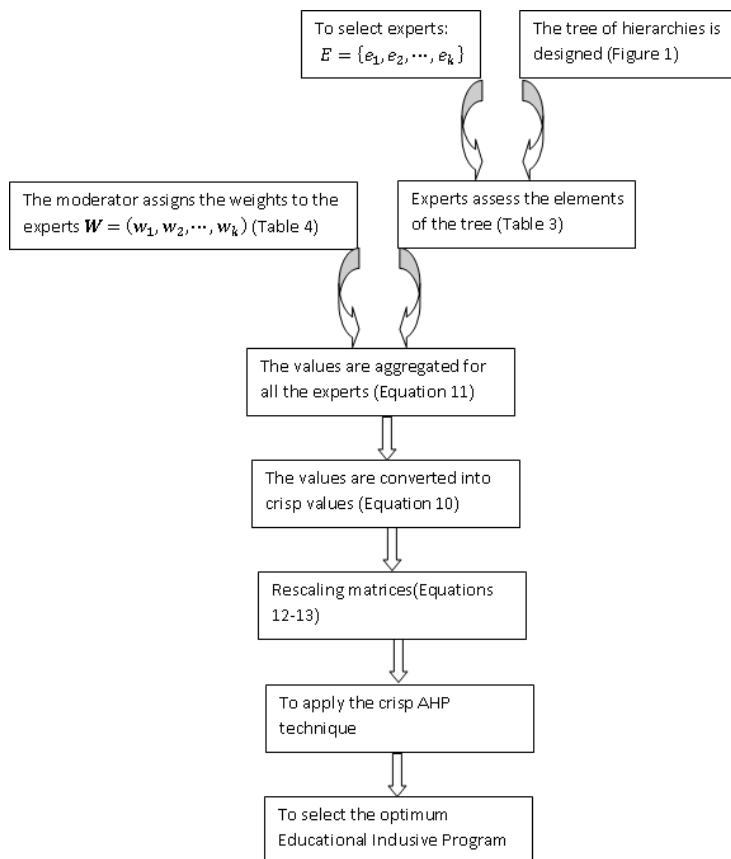 To select experts:
E = {e₁, e₂, ⋯, eₖ}
The tree of hierarchies is
designed (Figure 1)
The moderator assigns the weights to the
experts W = (w₁, w₂, ⋯, wₖ) (Table 4)
Experts assess the elements
of the tree (Table 3)
The values are aggregated for
all the experts (Equation 11)
The values are converted into
crisp values (Equation 10)
Rescaling matrices(Equations
12-13)
To apply the crisp AHP
technique
To select the optimum
Educational Indusive Program